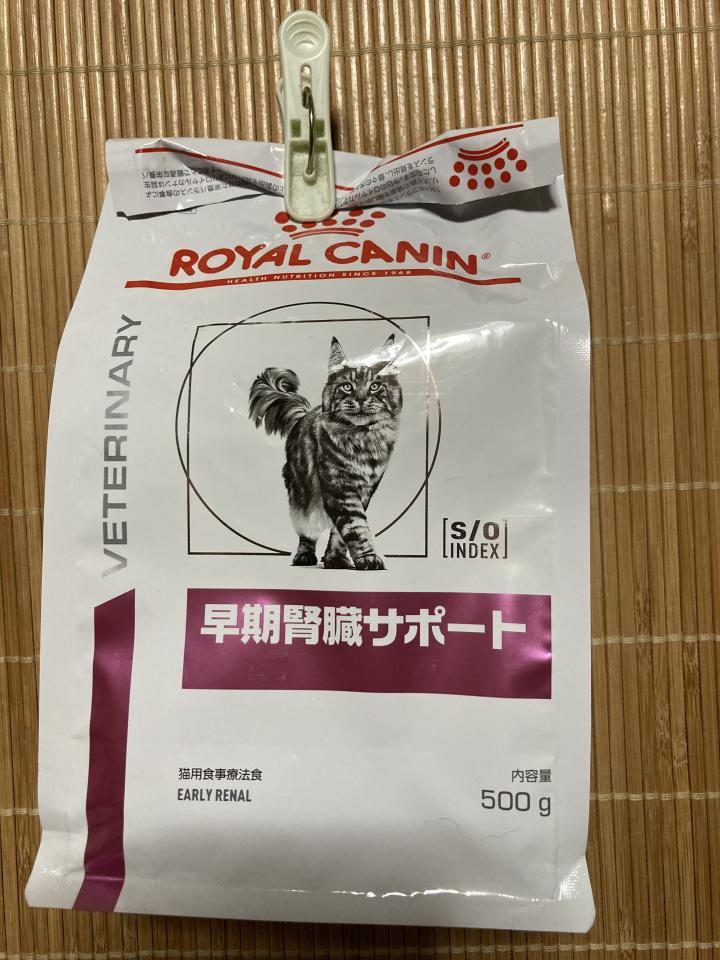 ROYAL CANIN®
HEALTH NUTRITION SINCE 1968
VETERINARY
S/O
INDEX
早期腎臓サポート
猫用食事療法食
EARLY RENAL
内容量
500 g